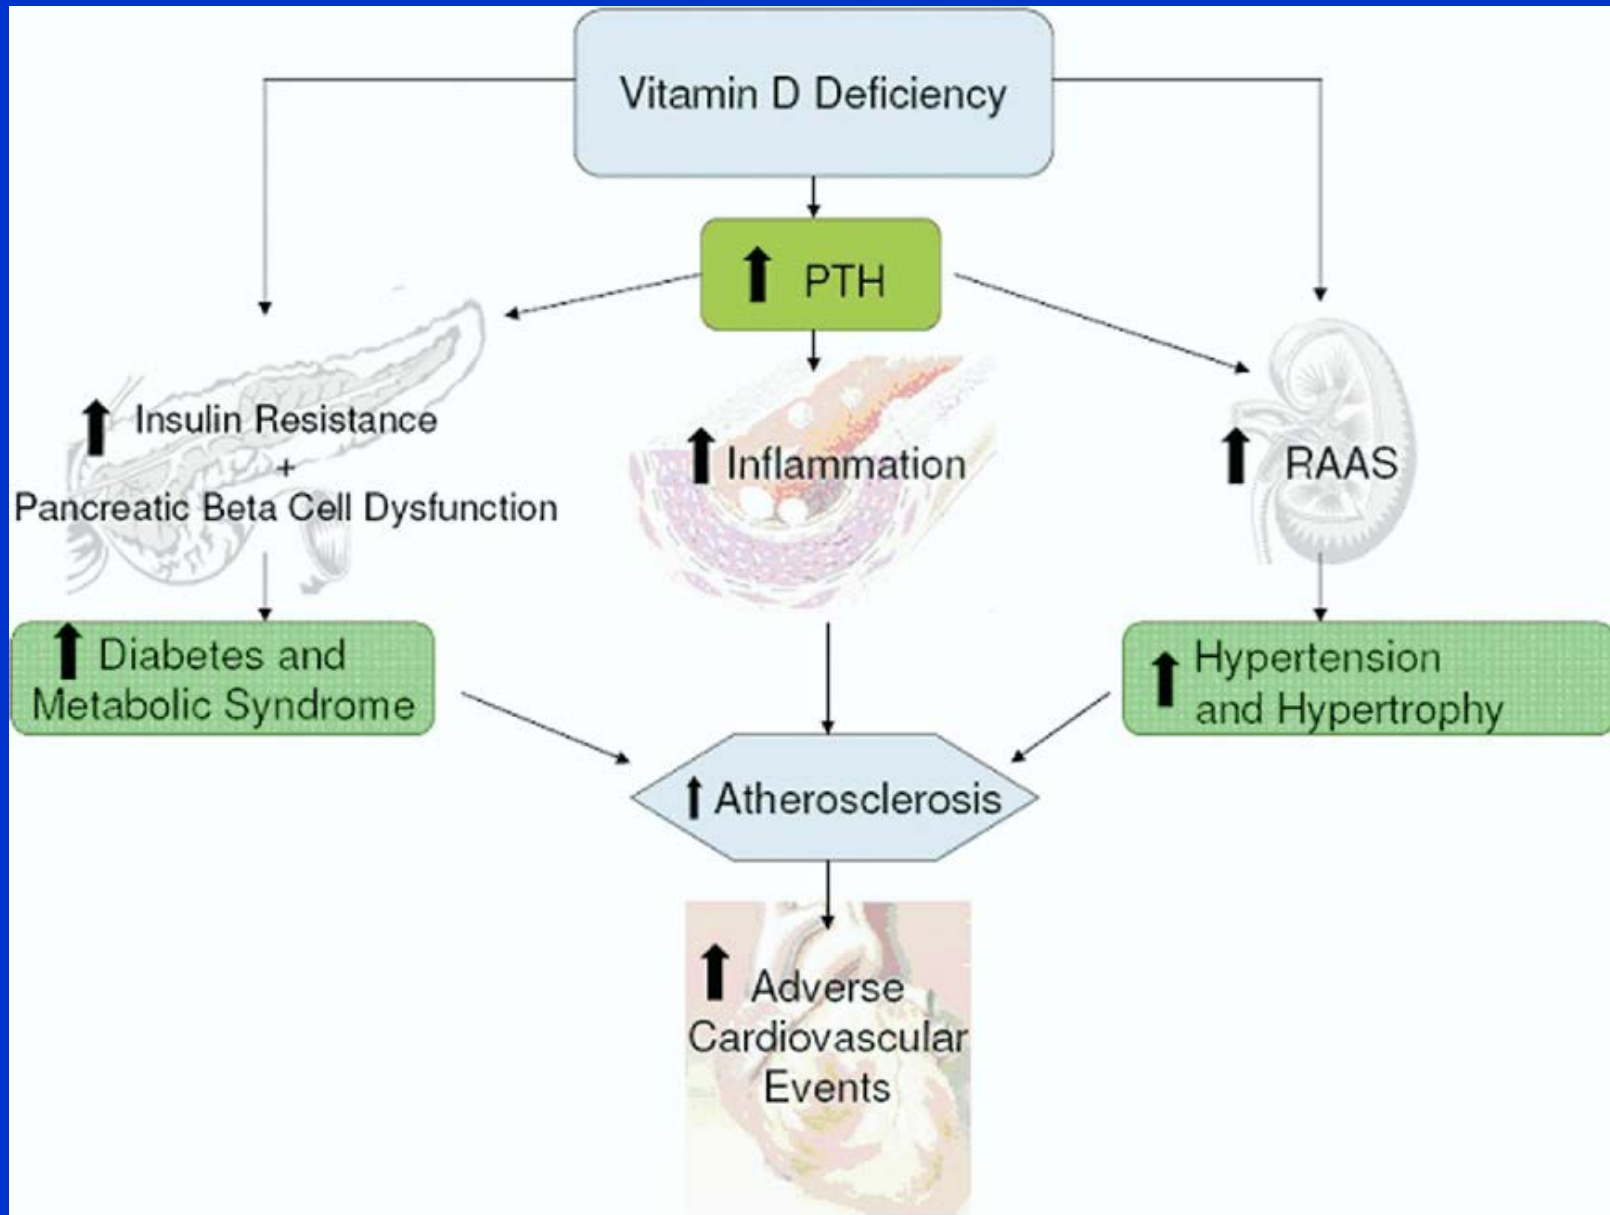 Vitamin D Deficiency
PTH
Insulin Resistance
+
Pancreatic Beta Cell Dysfunction
Inflammation
RAAS
Diabetes and
Metabolic Syndrome
Hypertension
and Hypertrophy
Atherosclerosis
Adverse
Cardiovascular
Events